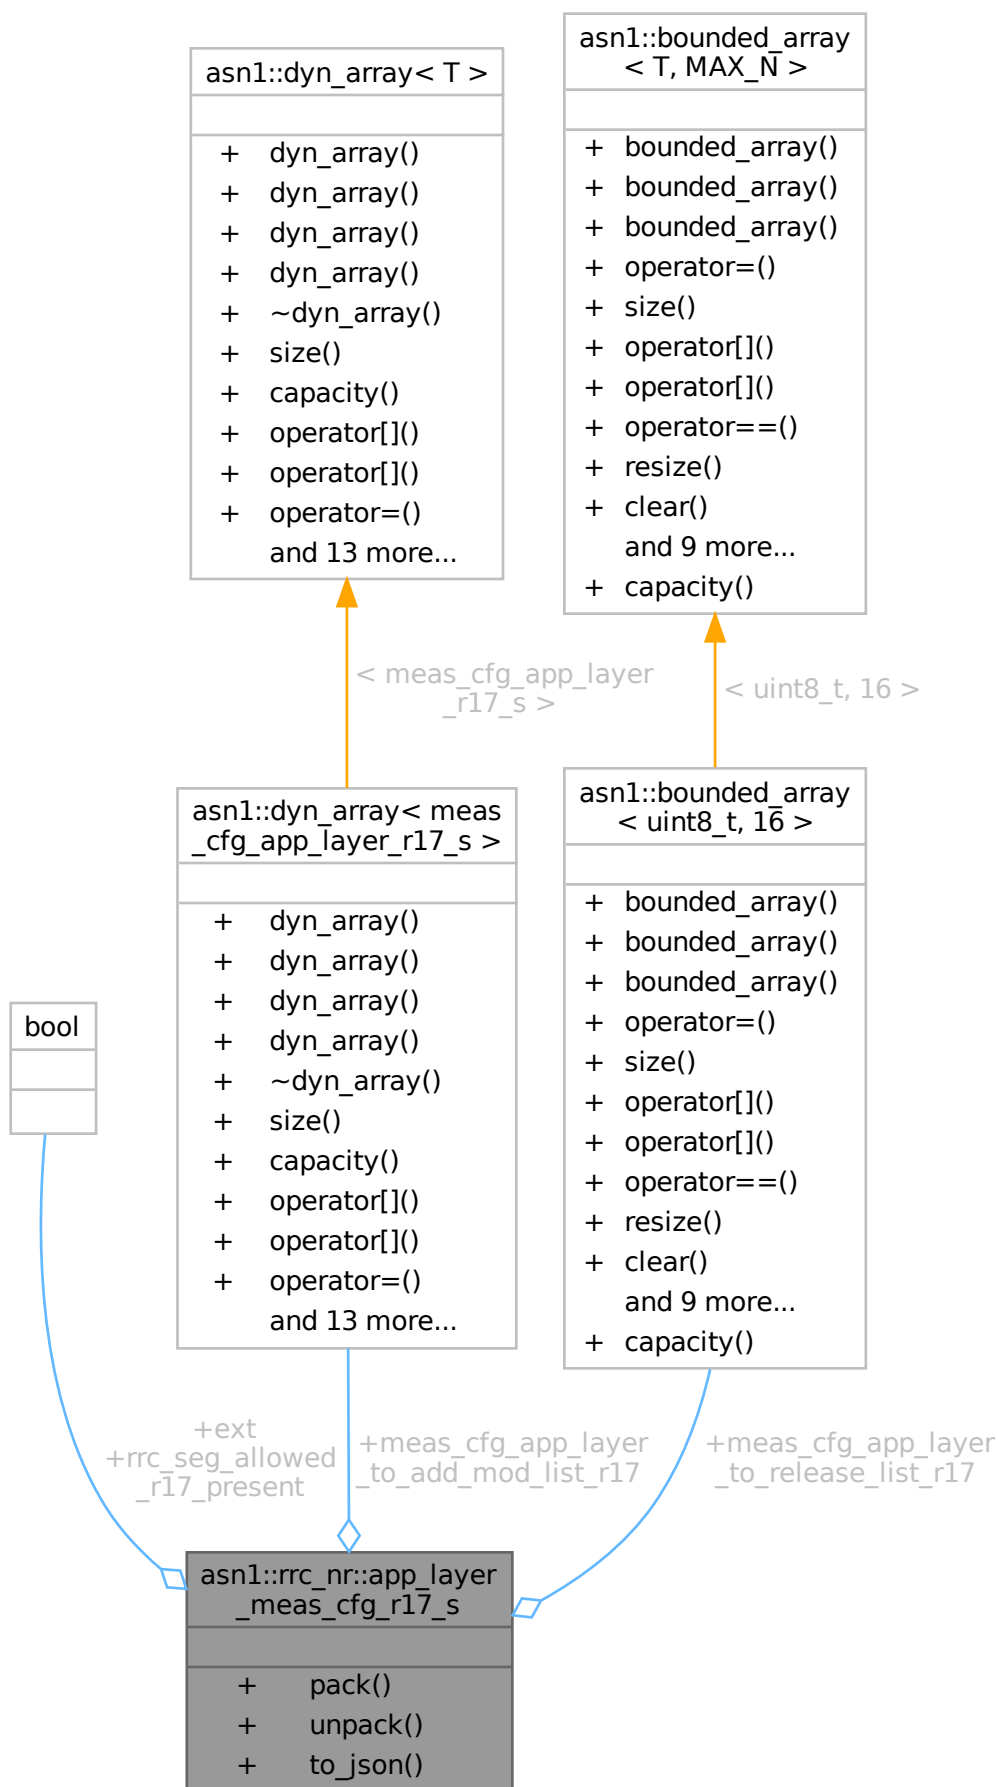 asn1::dyn_array< T >
+ dyn_array()
+ dyn_array()
+ dyn_array()
+ dyn_array()
+ ~dyn_array()
+ size()
+ capacity()
+ operator[]()
+ operator[]()
+ operator=()
and 13 more...
asn1::bounded_array
< T, MAX_N >
+ bounded_array()
+ bounded_array()
+ bounded_array()
+ operator=()
+ size()
+ operator[]()
+ operator[]()
+ operator==()
+ resize()
+ clear()
and 9 more...
+ capacity()
< meas_cfg_app_layer
_r17_s >
< uint8_t, 16 >
asn1::dyn_array< meas
_cfg_app_layer_r17_s >
+ dyn_array()
+ dyn_array()
+ dyn_array()
+ dyn_array()
+ ~dyn_array()
+ size()
+ capacity()
+ operator[]()
+ operator[]()
+ operator=()
and 13 more...
asn1::bounded_array
< uint8_t, 16 >
+ bounded_array()
+ bounded_array()
+ bounded_array()
+ operator=()
+ size()
+ operator[]()
+ operator[]()
+ operator==()
+ resize()
+ clear()
and 9 more...
+ capacity()
bool
+ext
+rrc_seg_allowed
_r17_present
+meas_cfg_app_layer
_to_add_mod_list_r17
+meas_cfg_app_layer
_to_release_list_r17
asn1::rrc_nr::app_layer
_meas_cfg_r17_s
+ pack()
+ unpack()
+ to_json()